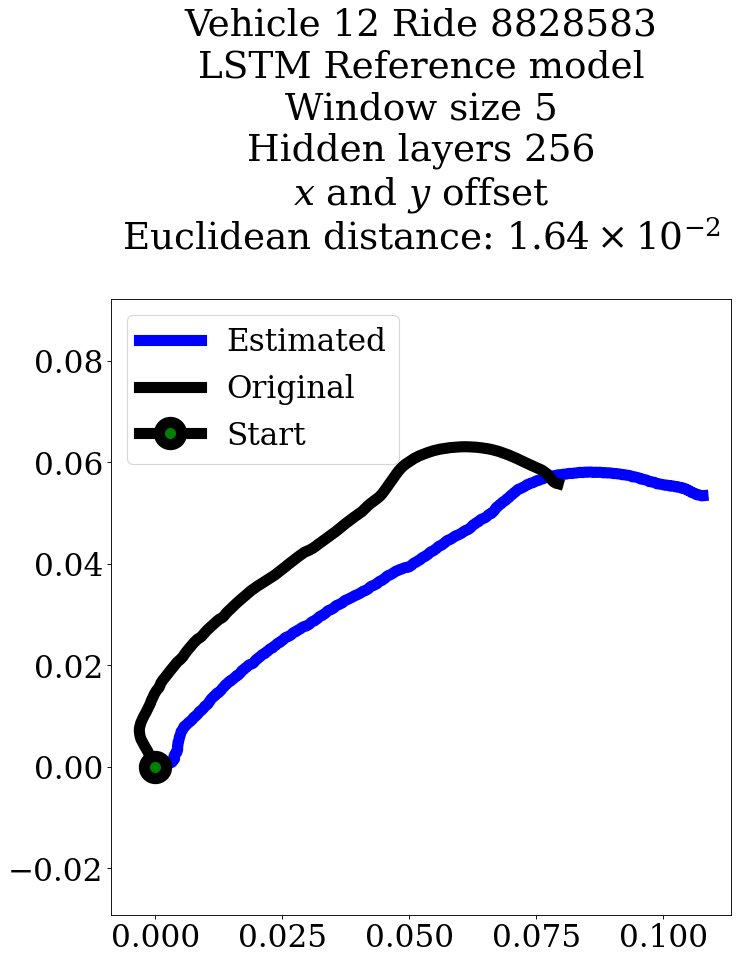 Vehicle 12 Ride 8828583
LSTM Reference model
Window size 5
Hidden layers 256
x and y offset
Euclidean distance: 1.64 × 10⁻²
Estimated
Original
Start
0.08
0.06
0.04
0.02
0.00
−0.02
0.000 0.025 0.050 0.075 0.100